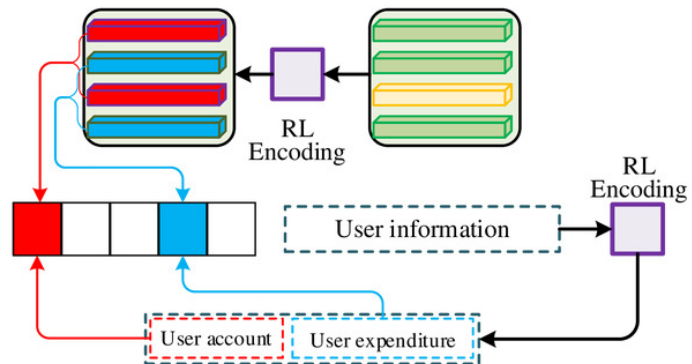 RL
Encoding
RL
Encoding
User information
User account
User expenditure